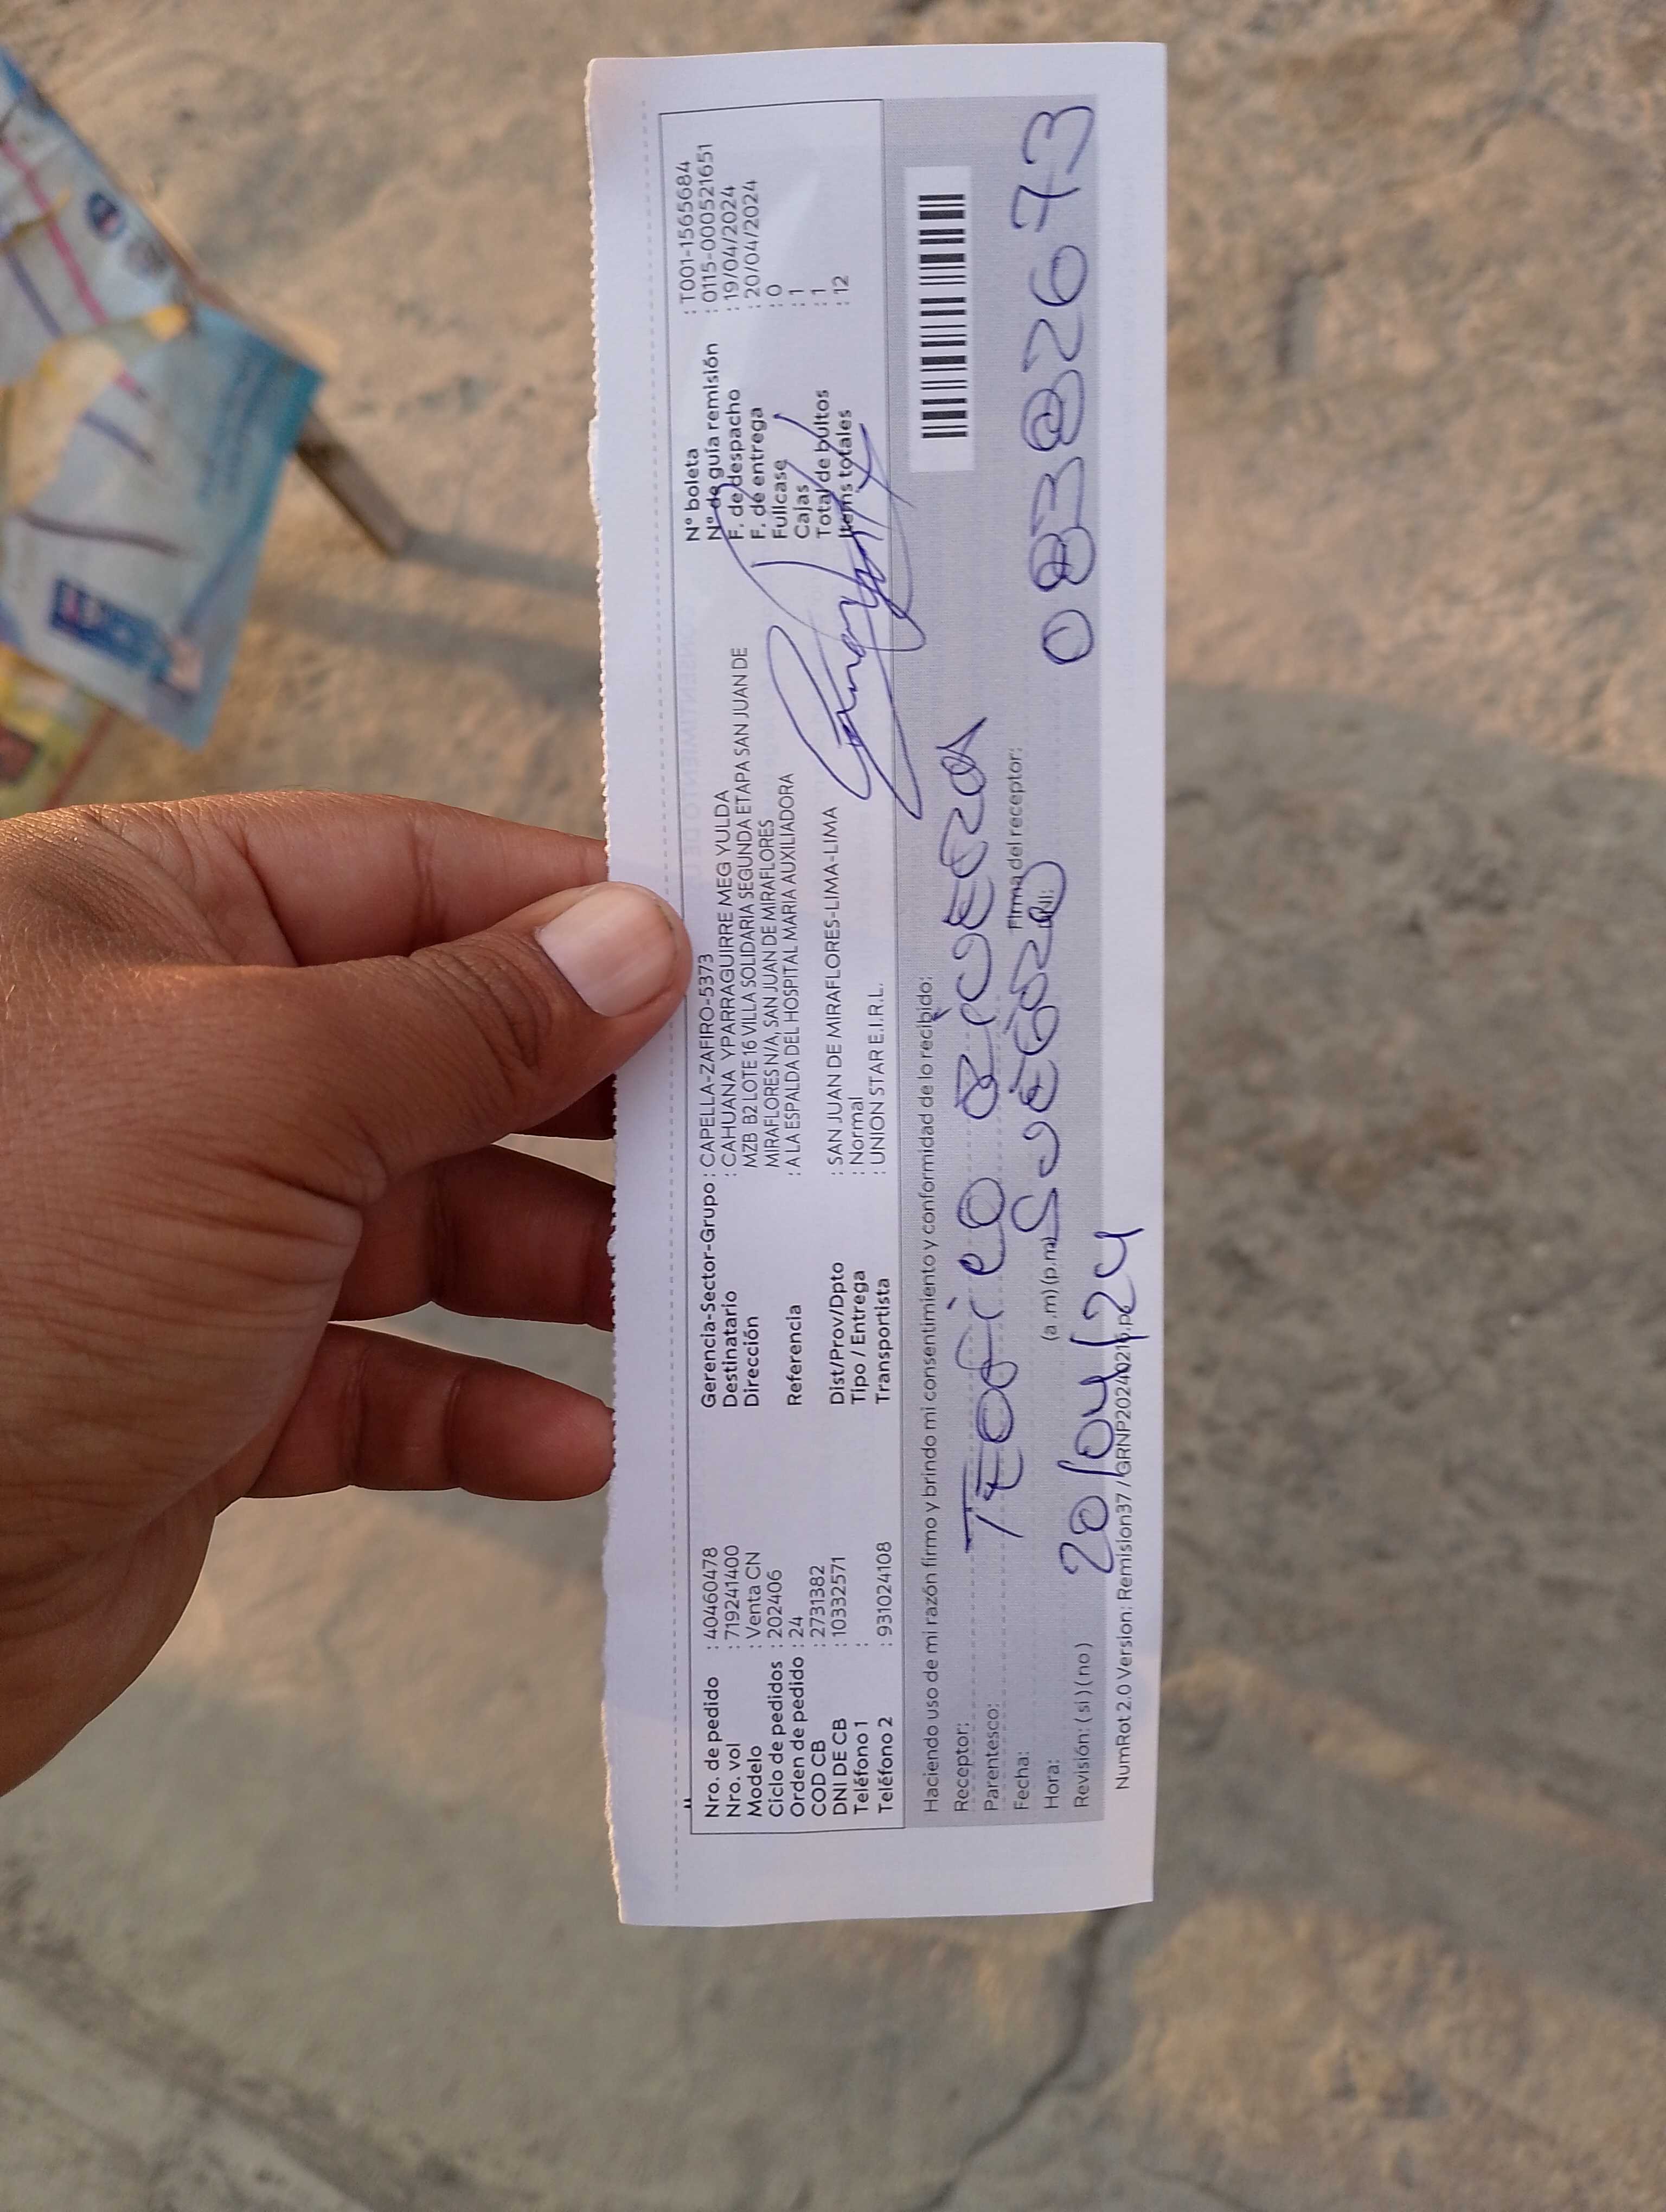 Nro. de pedido : 40460478
Nro. vol : 719241400
Modelo : Venta CN
Ciclo de pedidos : 202406
Orden de pedido : 24
COD CB : 2731382
DNI DE CB : 10332571
Teléfono 1 :
Teléfono 2 : 931024108
Gerencia-Sector-Grupo : CAPELLA-ZAFIRO-5373
Destinatario : CAHUANA YPARRAGUIRRE MEG YULDA
Dirección MZB B2 LOTE 16 VILLA SOLIDARIA SEGUNDA ETAPA SAN JUAN DE
MIRAFLORES N/A, SAN JUAN DE MIRAFLORES
Referencia : A LA ESPALDA DEL HOSPITAL MARIA AUXILIADORA
Dist/Prov/Dpto : SAN JUAN DE MIRAFLORES-LIMA-LIMA
Tipo / Entrega : Normal
Transportista : UNION STAR E.I.R.L.
N° boleta : T001-1565684
N° de guía remisión : 0115-000521651
F. de despacho : 19/04/2024
F. de entrega : 20/04/2024
Fullcase : 0
Cajas : 1
Total de bultos : 1
Items totales : 12
Haciendo uso de mi razón firmo y brindo mi consentimiento y conformidad de lo recibido:
Receptor:
Parentesco:
Fecha:
Hora: (a.m) (p.m)
Revisión: ( si ) ( no )
Firma del receptor:
TEOFILO
20/04/24
08382673
NumRot 2.0 Version: Remision37 / GRNP20240216.p